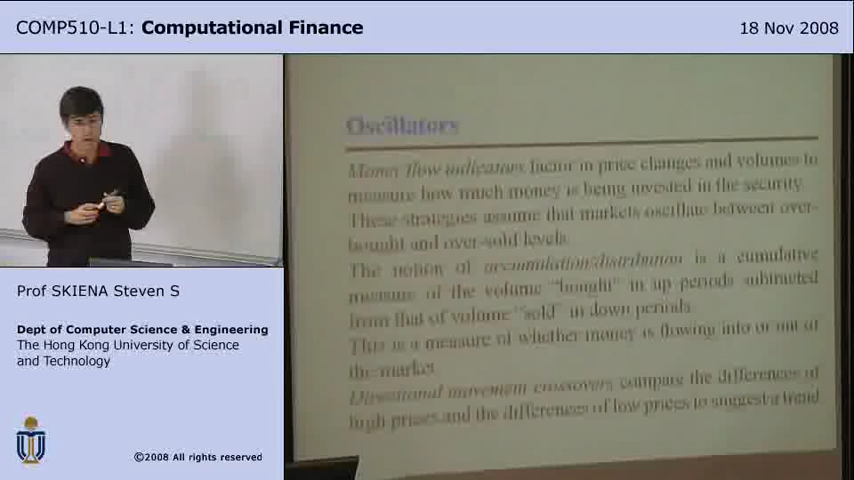 COMP510-L1: Computational Finance
18 Nov 2008
Oscillators
Money flow indicators factor in price changes and volumes to
measure how much money is being invested in the security.
These strategies assume that markets oscillate between over-
bought and over-sold levels.
The notion of accumulation/distribution is a cumulative
measure of the volume "bought" in up periods subtracted
from that of volume "sold" in down periods.
This is a measure of whether money is flowing into or out of
the market.
Directional movement crossovers compare the differences of
high prices and the differences of low prices to suggest a trend
Prof SKIENA Steven S
Dept of Computer Science & Engineering
The Hong Kong University of Science
and Technology
©2008 All rights reserved